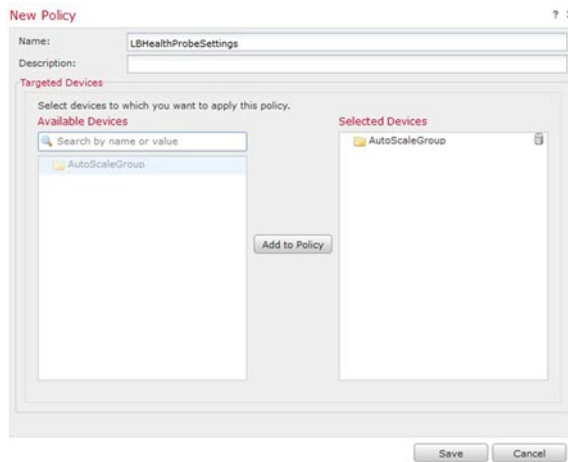 New Policy ?
Name: LBHealthProbeSettings
Description:
Targeted Devices
Select devices to which you want to apply this policy.
Available Devices Selected Devices
Search by name or value AutoScaleGroup
AutoScaleGroup
Add to Policy
Save Cancel